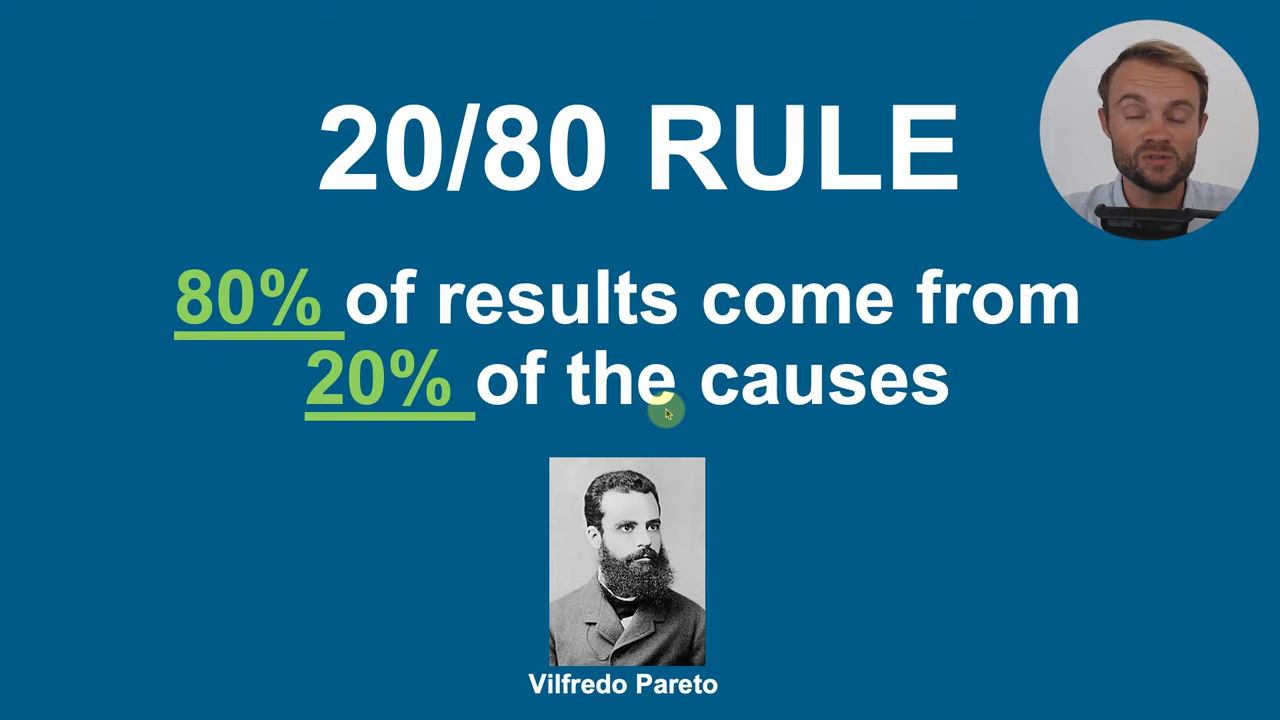 20/80 RULE
80% of results come from
20% of the causes
Vilfredo Pareto